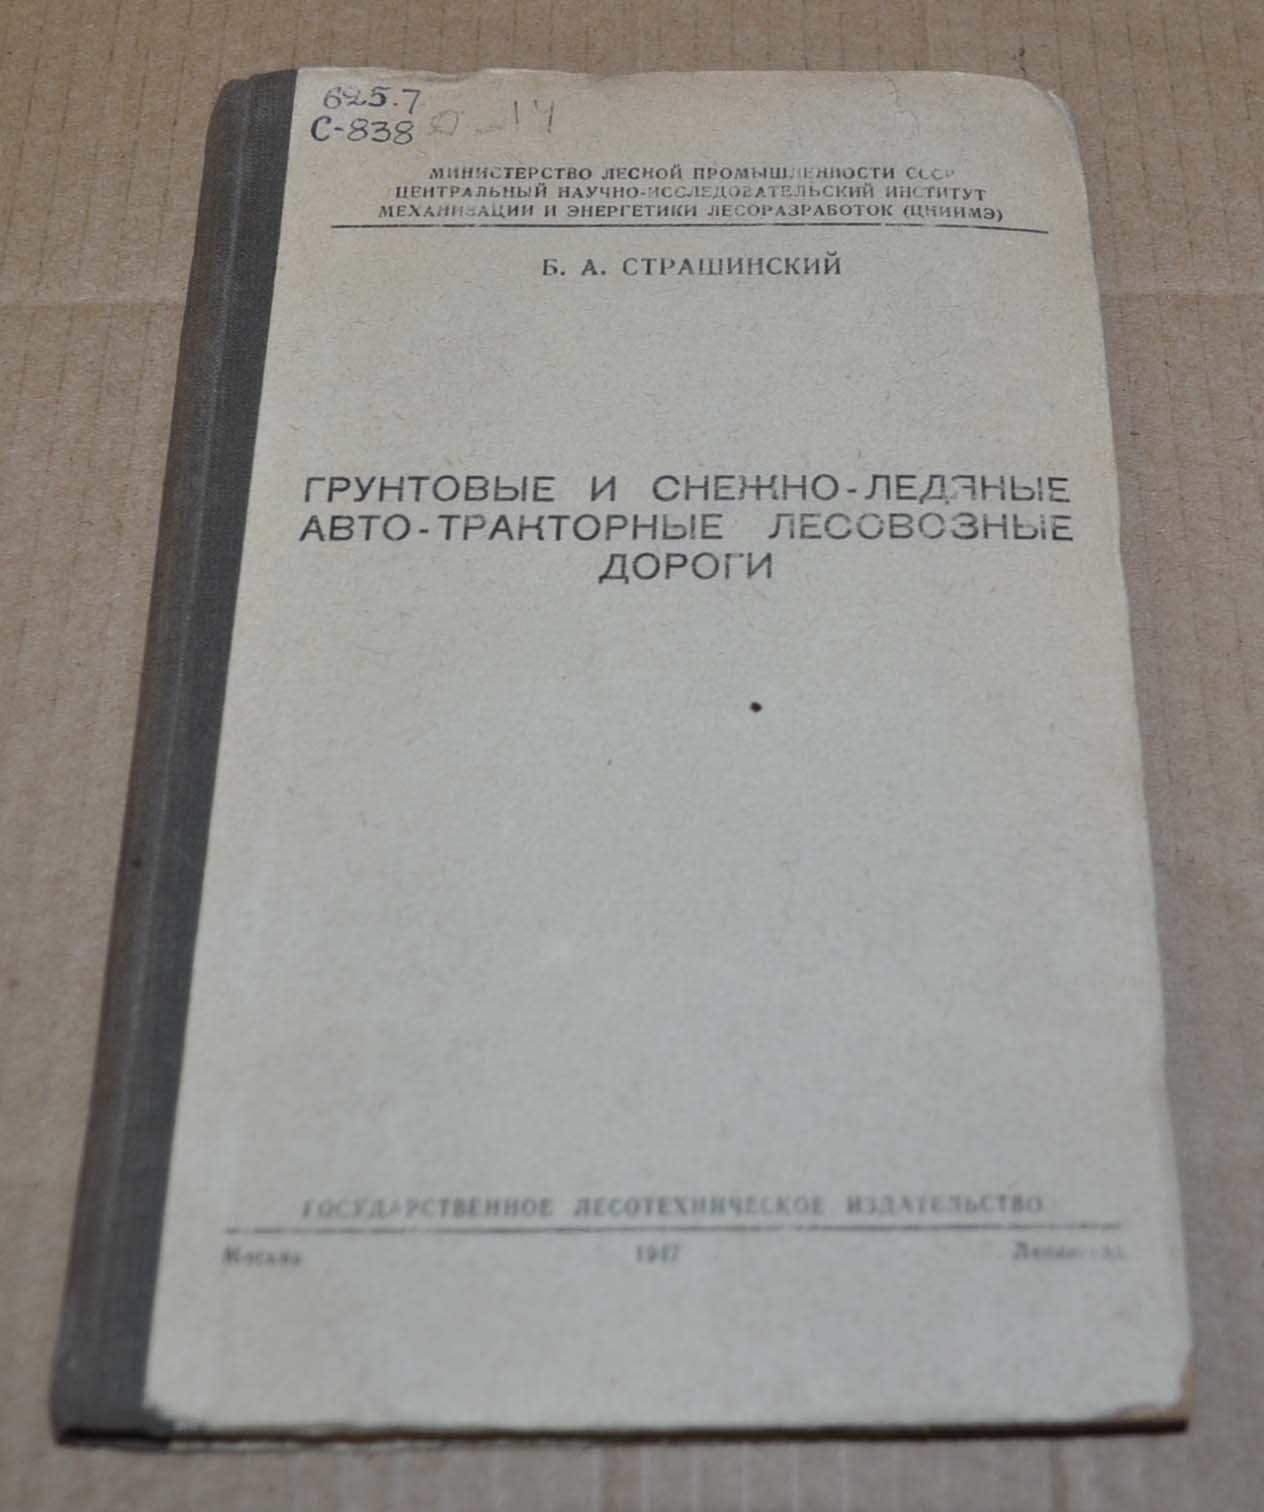 625.7
С-838
МИНИСТЕРСТВО ЛЕСНОЙ ПРОМЫШЛЕННОСТИ СССР
ЦЕНТРАЛЬНЫЙ НАУЧНО-ИССЛЕДОВАТЕЛЬСКИЙ ИНСТИТУТ
МЕХАНИЗАЦИИ И ЭНЕРГЕТИКИ ЛЕСОРАЗРАБОТОК (ЦНИИМЭ)
Б. А. СТРАШИНСКИЙ
ГРУНТОВЫЕ И СНЕЖНО-ЛЕДЯНЫЕ
АВТО-ТРАКТОРНЫЕ ЛЕСОВОЗНЫЕ
ДОРОГИ
ГОСУДАРСТВЕННОЕ ЛЕСОТЕХНИЧЕСКОЕ ИЗДАТЕЛЬСТВО
Москва 1947 Ленинград